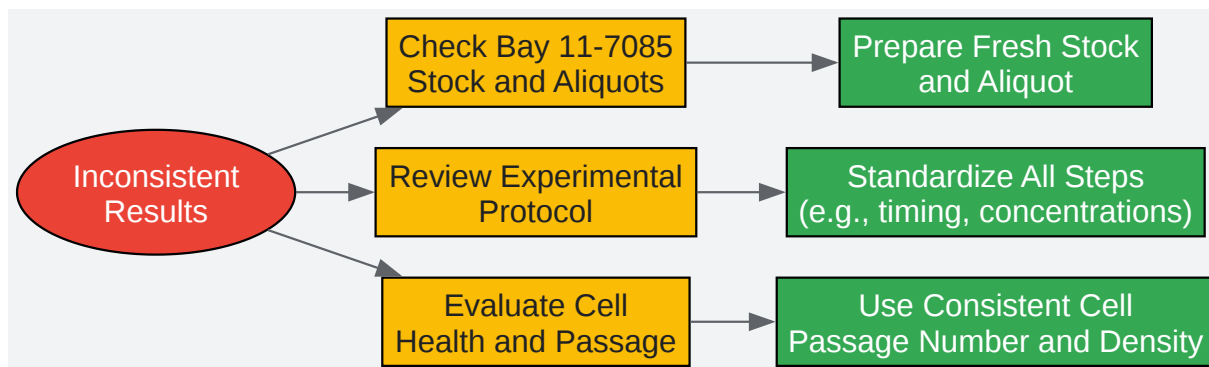 Inconsistent
Results
Check Bay 11-7085
Stock and Aliquots
Prepare Fresh Stock
and Aliquot
Review Experimental
Protocol
Standardize All Steps
(e.g., timing, concentrations)
Evaluate Cell
Health and Passage
Use Consistent Cell
Passage Number and Density